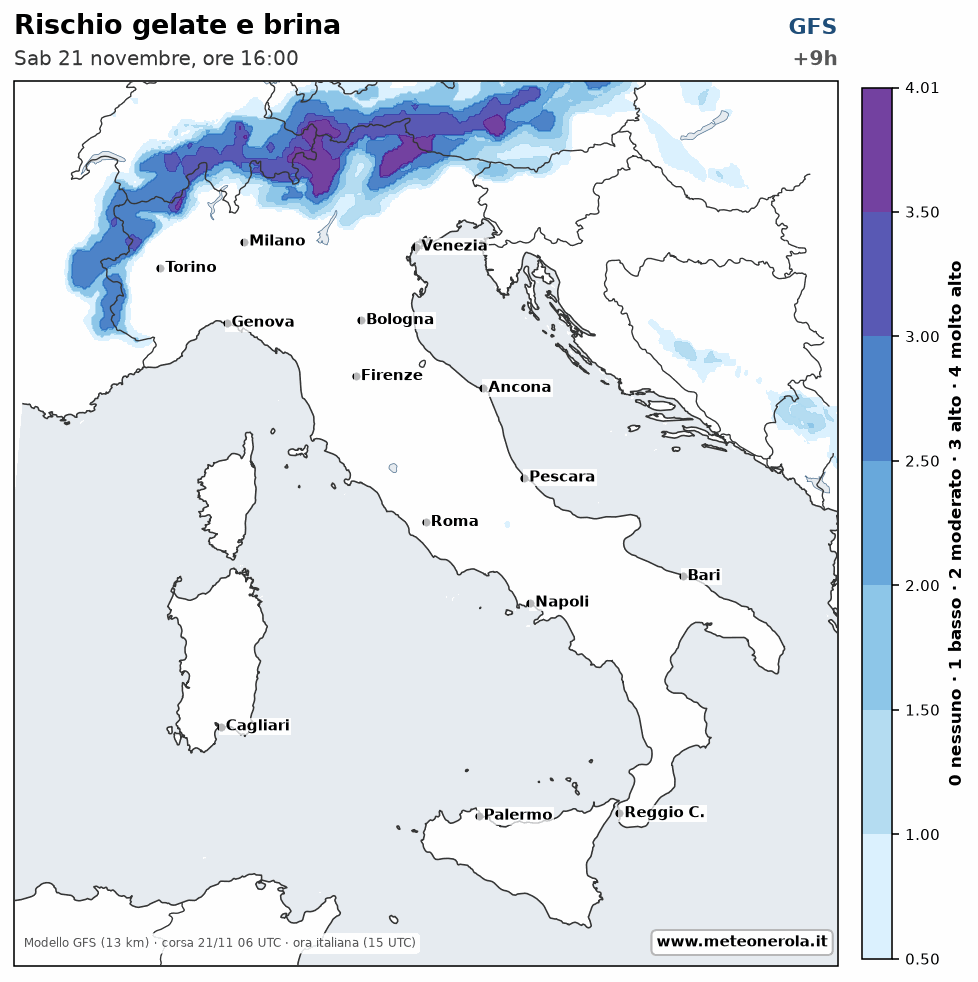 Rischio gelate e brina
GFS
Sab 21 novembre, ore 16:00
+9h
4.01
3.50
3.00
2.50
2.00
1.50
1.00
0.50
0 nessuno · 1 basso · 2 moderato · 3 alto · 4 molto alto
Milano
Venezia
Torino
Genova
Bologna
Firenze
Ancona
Pescara
Roma
Bari
Napoli
Cagliari
Palermo
Reggio C.
Modello GFS (13 km) · corsa 21/11 06 UTC · ora italiana (15 UTC)
www.meteonerola.it